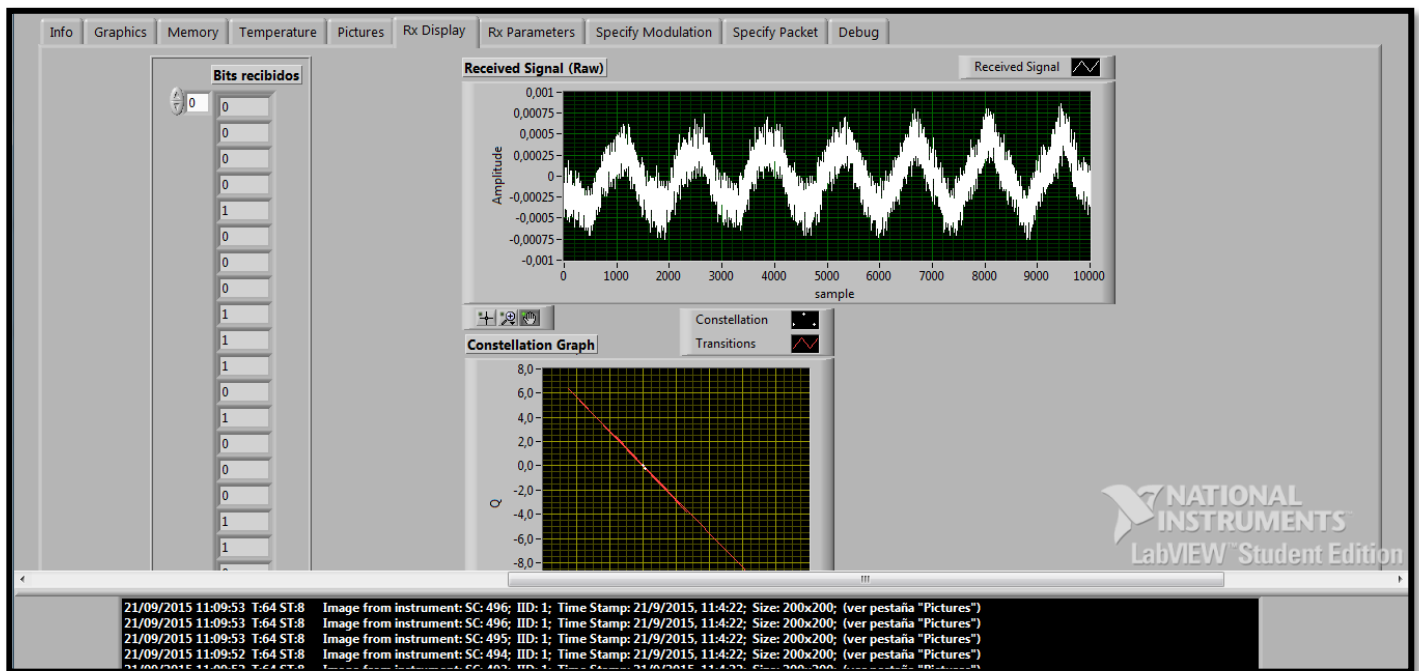 Info Graphics Memory Temperature Pictures Rx Display Rx Parameters Specify Modulation Specify Packet Debug
Bits recibidos
0
0
0
0
0
1
0
0
0
1
1
1
0
1
0
0
0
1
1
Received Signal (Raw)
Received Signal
Amplitude
0,001
0,00075
0,0005
0,00025
0
-0,00025
-0,0005
-0,00075
-0,001
0 1000 2000 3000 4000 5000 6000 7000 8000 9000 10000
sample
Constellation
Transitions
Constellation Graph
8,0
6,0
4,0
2,0
0,0
-2,0
-4,0
-6,0
-8,0
Q
NATIONAL
INSTRUMENTS™
LabVIEW™ Student Edition
21/09/2015 11:09:53 T:64 ST:8 Image from instrument: SC: 496; IID: 1; Time Stamp: 21/9/2015, 11:4:22; Size: 200x200; (ver pestaña "Pictures")
21/09/2015 11:09:53 T:64 ST:8 Image from instrument: SC: 496; IID: 1; Time Stamp: 21/9/2015, 11:4:22; Size: 200x200; (ver pestaña "Pictures")
21/09/2015 11:09:53 T:64 ST:8 Image from instrument: SC: 495; IID: 1; Time Stamp: 21/9/2015, 11:4:22; Size: 200x200; (ver pestaña "Pictures")
21/09/2015 11:09:52 T:64 ST:8 Image from instrument: SC: 494; IID: 1; Time Stamp: 21/9/2015, 11:4:22; Size: 200x200; (ver pestaña "Pictures")